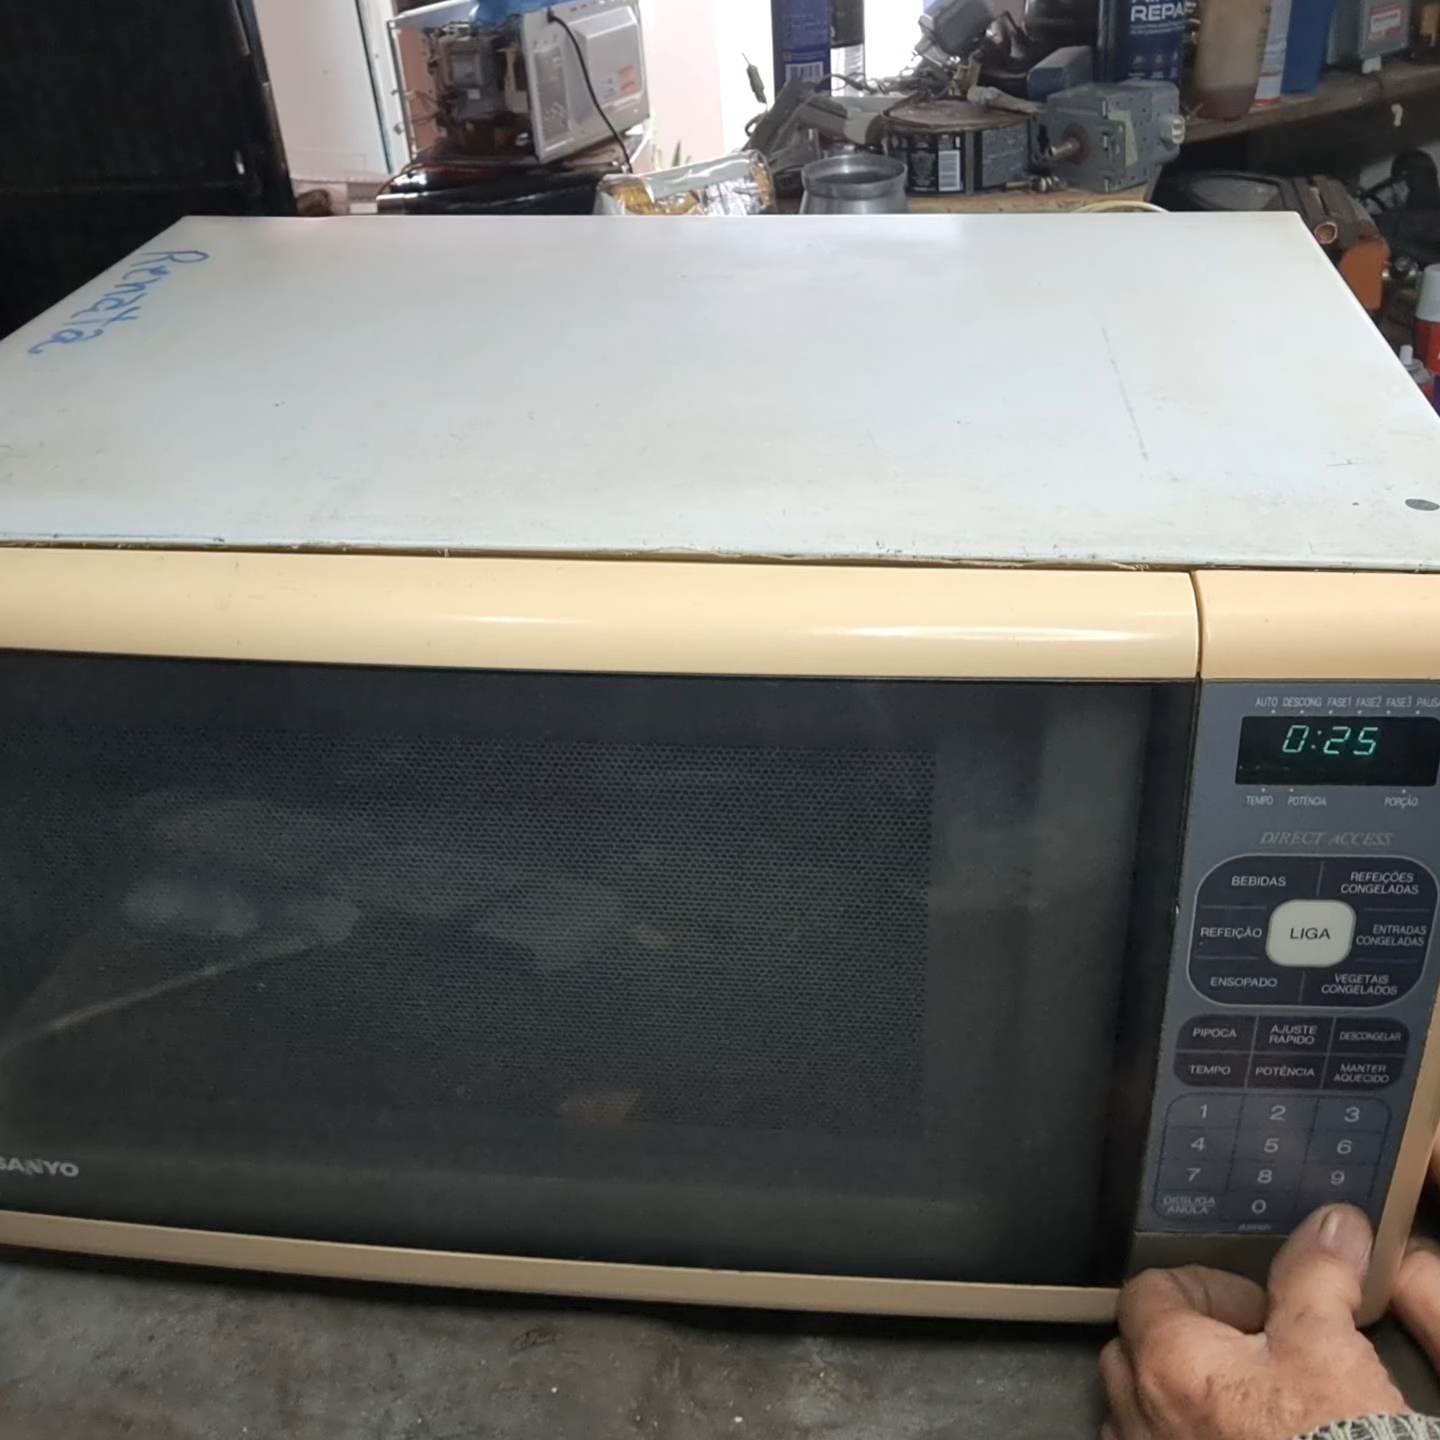 REPA
Renata
AUTO DESCONG FASE1 FASE2 FASE3 PAUSA
0:25
TEMPO POTÊNCIA PORÇÃO
DIRECT ACCESS
BEBIDAS REFEIÇÕES CONGELADAS
REFEIÇÃO LIGA ENTRADAS CONGELADAS
ENSOPADO VEGETAIS CONGELADOS
PIPOCA AJUSTE RÁPIDO DESCONGELAR
TEMPO POTÊNCIA MANTER AQUECIDO
1 2 3
4 5 6
7 8 9
DESLIGA ANULA 0
SANYO